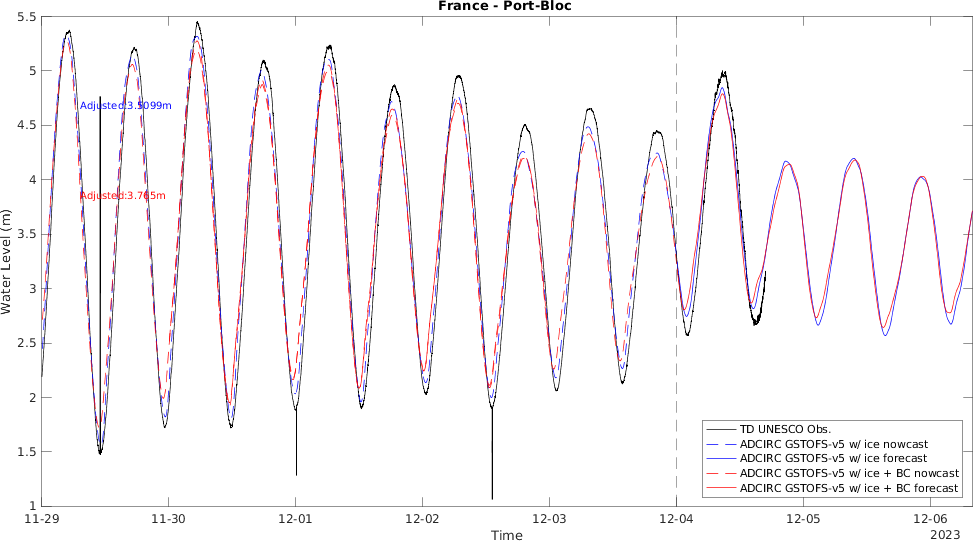 France - Port-Bloc
5.5
5
4.5
4
3.5
3
2.5
2
1.5
1
Water Level (m)
Adjusted:3.5099m
Adjusted:3.765m
TD UNESCO Obs.
ADCIRC GSTOFS-v5 w/ ice nowcast
ADCIRC GSTOFS-v5 w/ ice forecast
ADCIRC GSTOFS-v5 w/ ice + BC nowcast
ADCIRC GSTOFS-v5 w/ ice + BC forecast
11-29 11-30 12-01 12-02 12-03 12-04 12-05 12-06
Time
2023